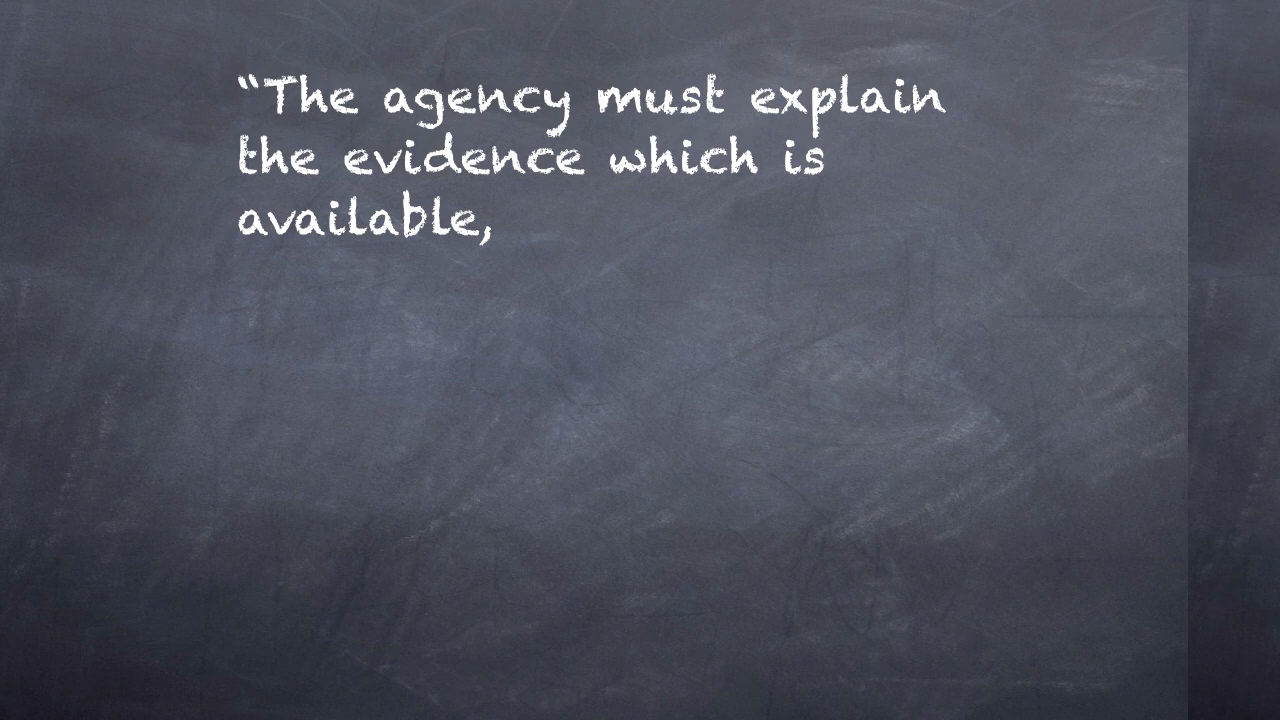 “The agency must explain
the evidence which is
available,